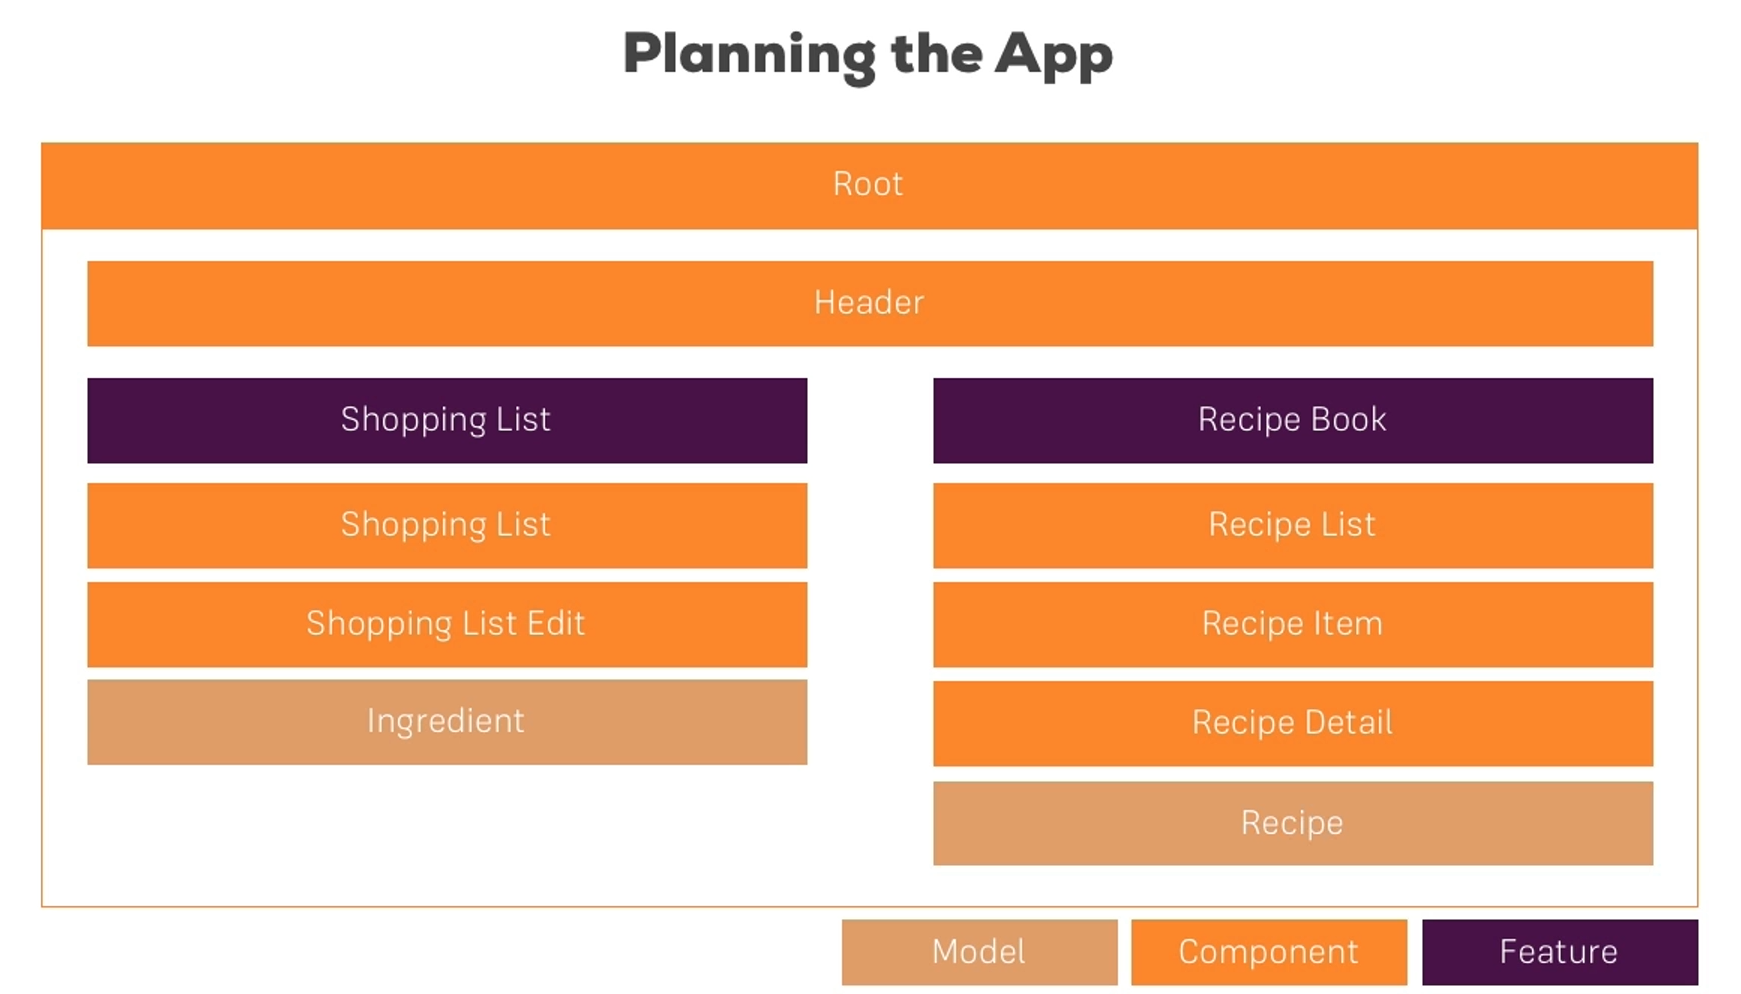 Planning the App
Root
Header
Shopping List
Shopping List
Shopping List Edit
Ingredient
Recipe Book
Recipe List
Recipe Item
Recipe Detail
Recipe
Model
Component
Feature